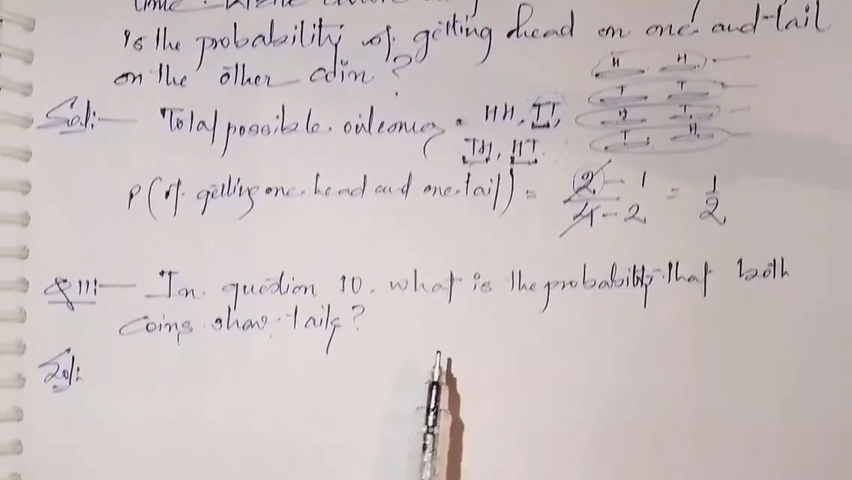 is the probability of getting head on one and tail
on the other coin?
H H
T T
H T
T H
Sol:— Total possible outcomes = HH, TT,
TH, HT.
P(of getting one head and one tail) = 2 - 1 / 4 - 2 = 1/2
Q 11:— In question 10, what is the probability that both
coins show tails?
Sol: